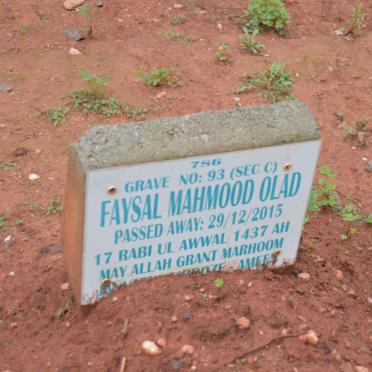 786
GRAVE NO: 93 (SEC C)
FAYSAL MAHMOOD OLAD
PASSED AWAY: 29/12/2015
17 RABI UL AWWAL 1437 AH
MAY ALLAH GRANT MARHOOM
AMEEN